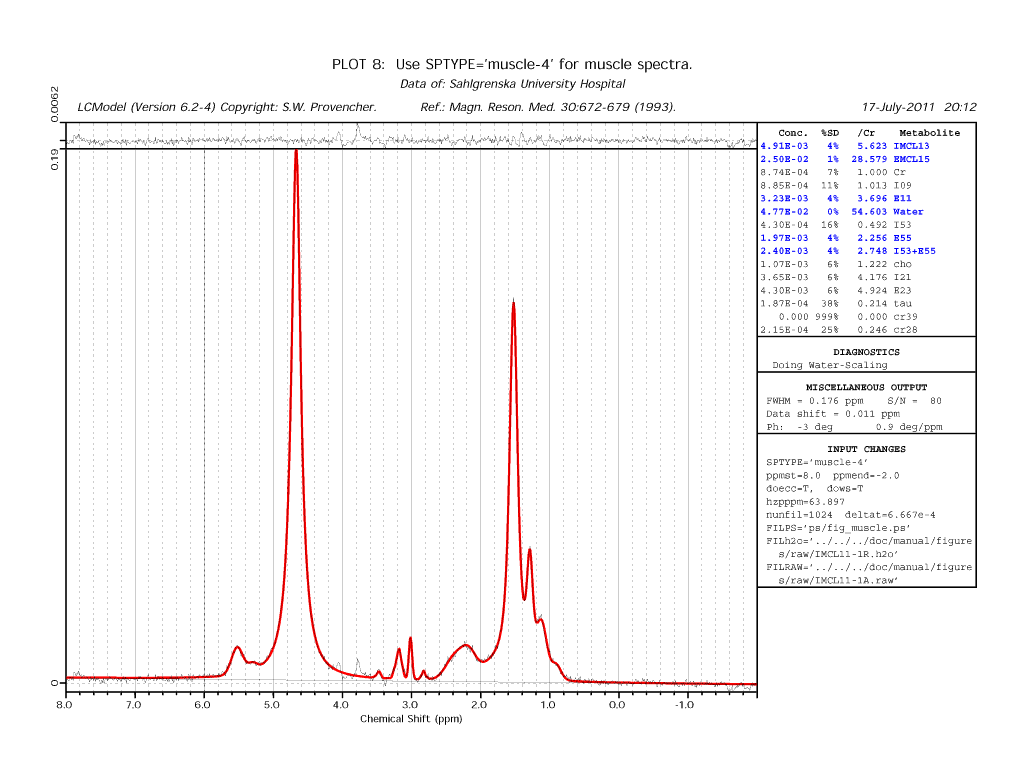 PLOT 8: Use SPTYPE='muscle-4' for muscle spectra.
Data of: Sahlgrenska University Hospital
LCModel (Version 6.2-4) Copyright: S.W. Provencher. Ref.: Magn. Reson. Med. 30:672-679 (1993). 17-July-2011 20:12
0.0062
0.19
0
8.0 7.0 6.0 5.0 4.0 3.0 2.0 1.0 0.0 -1.0
Chemical Shift (ppm)
Conc. %SD /Cr Metabolite
4.91E-03 4% 5.623 IMCL13
2.50E-02 1% 28.579 EMCL15
8.74E-04 7% 1.000 Cr
8.85E-04 11% 1.013 I09
3.23E-03 4% 3.696 E11
4.77E-02 0% 54.603 Water
4.30E-04 16% 0.492 I53
1.97E-03 4% 2.256 E55
2.40E-03 4% 2.748 I53+E55
1.07E-03 6% 1.222 cho
3.65E-03 6% 4.176 I21
4.30E-03 6% 4.924 E23
1.87E-04 38% 0.214 tau
0.000 999% 0.000 cr39
2.15E-04 25% 0.246 cr28
DIAGNOSTICS
Doing Water-Scaling
MISCELLANEOUS OUTPUT
FWHM = 0.176 ppm S/N = 80
Data shift = 0.011 ppm
Ph: -3 deg 0.9 deg/ppm
INPUT CHANGES
SPTYPE='muscle-4'
ppmst=8.0 ppmend=-2.0
doecc=T, dows=T
hzpppm=63.897
nunfil=1024 deltat=6.667e-4
FILPS='ps/fig_muscle.ps'
FILh2o='../../../doc/manual/figure
s/raw/IMCL11-1R.h2o'
FILRAW='../../../doc/manual/figure
s/raw/IMCL11-1A.raw'